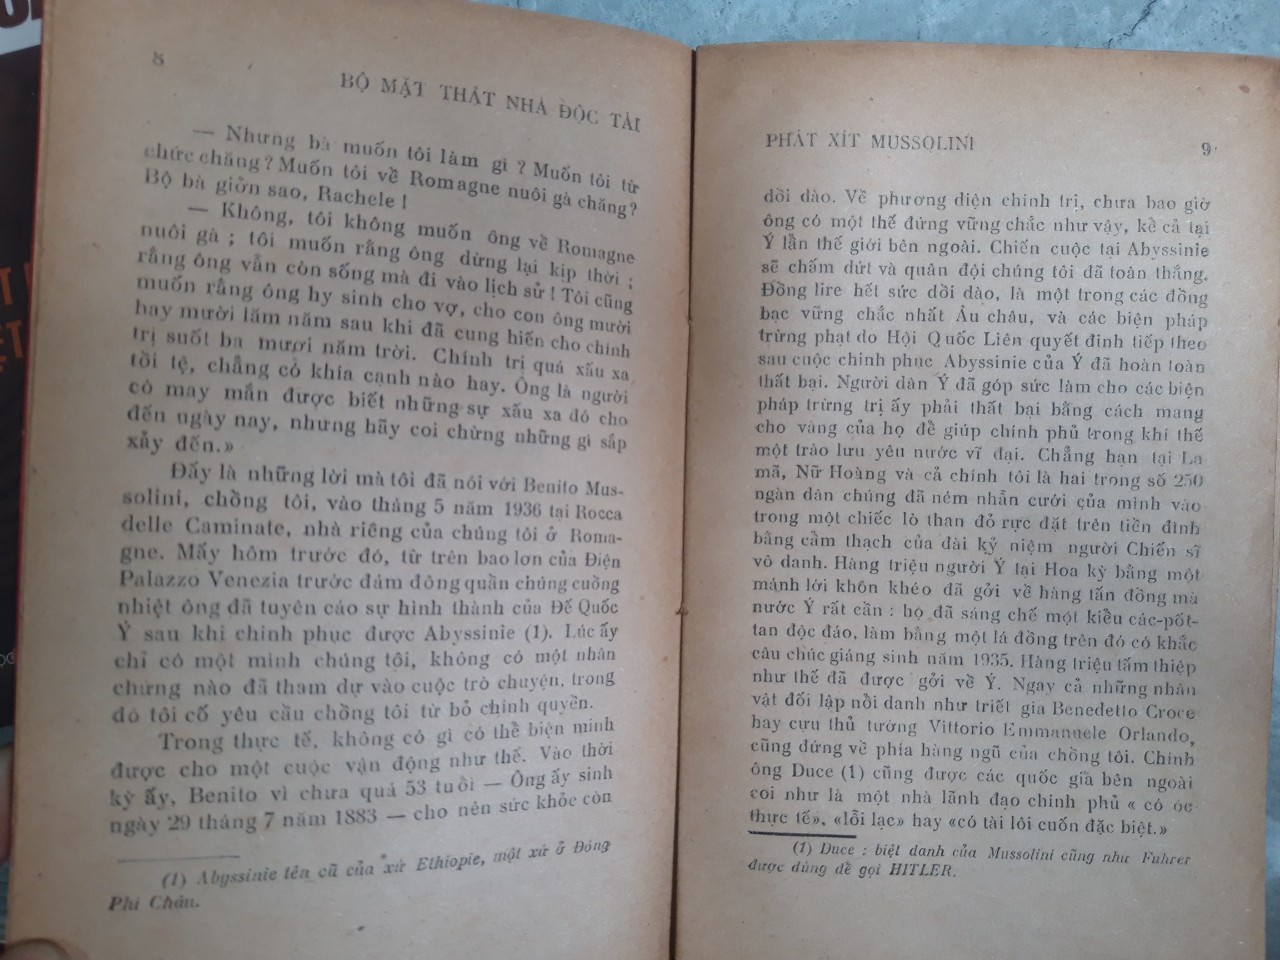 8
BỘ MẶT THẬT NHÀ ĐỘC TÀI
— Nhưng bà muốn tôi làm gì ? Muốn tôi từ
chức chăng ? Muốn tôi về Romagne nuôi gà chăng ?
Bộ bà giởn sao, Rachele !
— Không, tôi không muốn ông về Romagne
nuôi gà ; tôi muốn rằng ông dừng lại kịp thời ;
rằng ông vẫn còn sống mà đi vào lịch sử ! Tôi cũng
muốn rằng ông hy sinh cho vợ, cho con ông mười
hay mười lăm năm sau khi đã cung hiến cho chính
trị suốt ba mươi năm trời. Chính trị quá xấu xa
tồi tệ, chẳng có khía cạnh nào hay. Ông là người
có may mắn được biết những sự xấu xa đó cho
đến ngày nay, nhưng hãy coi chừng những gì sắp
xảy đến.»
Đấy là những lời mà tôi đã nói với Benito Mus-
solini, chồng tôi, vào tháng 5 năm 1936 tại Rocca
delle Caminate, nhà riêng của chúng tôi ở Roma-
gne. Mấy hôm trước đó, từ trên bao lơn của Điện
Palazzo Venezia trước đám đông quần chúng cuồng
nhiệt ông đã tuyên cáo sự hình thành của Đế Quốc
Ý sau khi chinh phục được Abyssinie (1). Lúc ấy
chỉ có một mình chúng tôi, không có một nhân
chứng nào đã tham dự vào cuộc trò chuyện, trong
đó tôi cố yêu cầu chồng tôi từ bỏ chính quyền.
Trong thực tế, không có gì có thể biện minh
được cho một cuộc vận động như thế. Vào thời
kỳ ấy, Benito vì chưa quá 53 tuổi — Ông ấy sinh
ngày 29 tháng 7 năm 1883 — cho nên sức khỏe còn
(1) Abyssinie tên cũ của xứ Ethiopie, một xứ ở Đông
Phi Châu.
PHÁT XÍT MUSSOLINI
9
dồi dào. Về phương diện chính trị, chưa bao giờ
ông có một thế đứng vững chắc như vậy, kể cả tại
Ý lẫn thế giới bên ngoài. Chiến cuộc tại Abyssinie
sẽ chấm dứt và quân đội chúng tôi đã toàn thắng.
Đồng lire hết sức dồi dào, là một trong các đồng
bạc vững chắc nhất Âu châu, và các biện pháp
trừng phạt do Hội Quốc Liên quyết định tiếp theo
sau cuộc chinh phục Abyssinie của Ý đã hoàn toàn
thất bại. Người dân Ý đã góp sức làm cho các biện
pháp trừng trị ấy phải thất bại bằng cách mang
cho vàng của họ để giúp chính phủ trong khí thế
một trào lưu yêu nước vĩ đại. Chẳng hạn tại La
mã, Nữ Hoàng và cả chính tôi là hai trong số 250
ngàn dân chúng đã ném nhẫn cưới của mình vào
trong một chiếc lò than đỏ rực đặt trên tiền đình
bằng cẩm thạch của đài kỷ niệm người Chiến sĩ
vô danh. Hàng triệu người Ý tại Hoa kỳ bằng một
mánh lới khôn khéo đã gởi về hàng tấn đồng mà
nước Ý rất cần : họ đã sáng chế một kiểu các-pốt-
tan độc đáo, làm bằng một lá đồng trên đó có khắc
câu chúc giáng sinh năm 1935. Hàng triệu tấm thiệp
như thế đã được gởi về Ý. Ngay cả những nhân
vật đối lập nổi danh như triết gia Benedetto Croce
hay cựu thủ tướng Vittorio Emmanuele Orlando,
cũng đứng về phía hàng ngũ của chồng tôi. Chính
ông Duce (1) cũng được các quốc gia bên ngoài
coi như là một nhà lãnh đạo chính phủ « có óc
thực tế», «lỗi lạc» hay «có tài lôi cuốn đặc biệt.»
(1) Duce : biệt danh của Mussolini cũng như Fuhrer
được dùng để gọi HITLER.